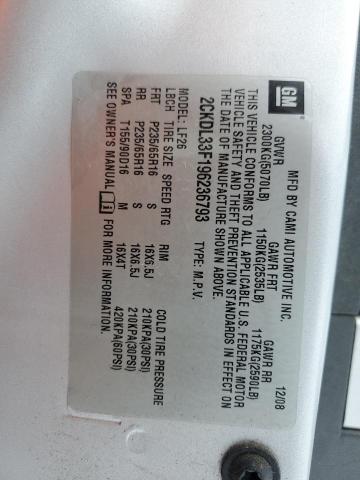 GM
MFD BY CAMI AUTOMOTIVE INC. 12/08
GVWR GAWR FRT GAWR RR
2300KG(5070LB) 1150KG(2535LB) 1175KG(2590LB)
THIS VEHICLE CONFORMS TO ALL APPLICABLE U.S. FEDERAL MOTOR
VEHICLE SAFETY AND THEFT PREVENTION STANDARDS IN EFFECT ON
THE DATE OF MANUFACTURE SHOWN ABOVE.
2CKDL33F196236793 TYPE: M.P.V.
MODEL: LF26
LBCH TIRE SIZE SPEED RTG RIM COLD TIRE PRESSURE
FRT P235/65R16 S 16X6.5J 210KPA(30PSI)
RR P235/65R16 S 16X6.5J 210KPA(30PSI)
SPA T155/90D16 M 16X4T 420KPA(60PSI)
SEE OWNER'S MANUAL FOR MORE INFORMATION.